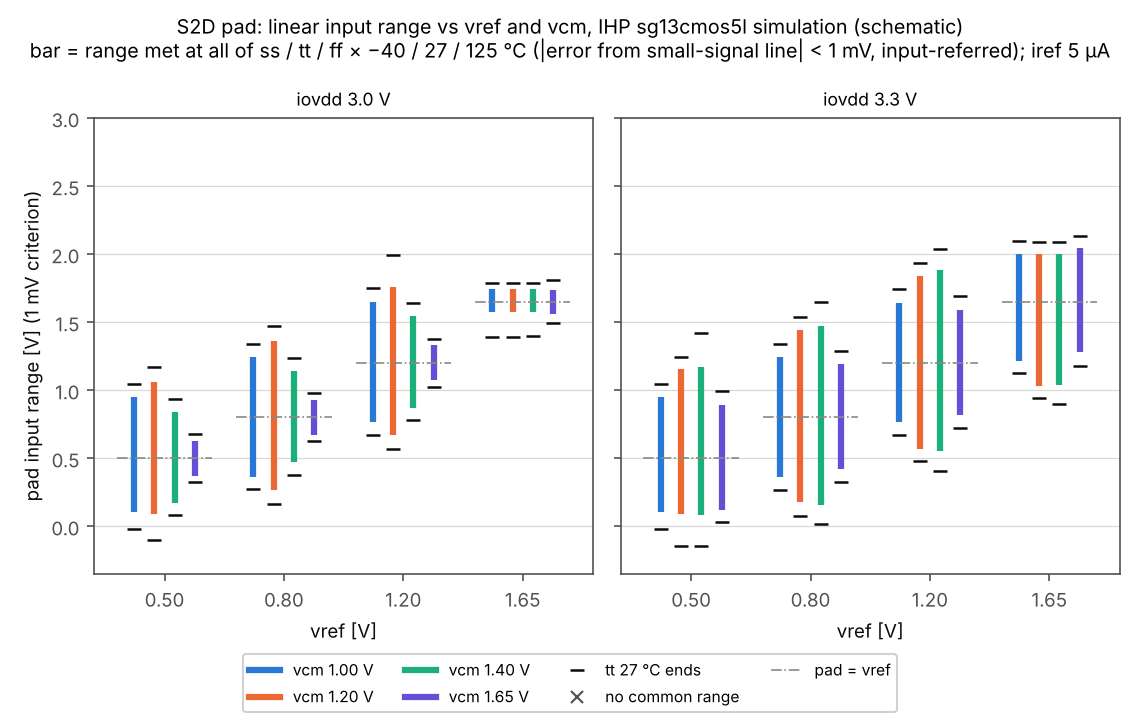 S2D pad: linear input range vs vref and vcm, IHP sg13cmos5l simulation (schematic)
bar = range met at all of ss / tt / ff × −40 / 27 / 125 °C (|error from small-signal line| < 1 mV, input-referred); iref 5 µA
iovdd 3.0 V
iovdd 3.3 V
pad input range [V] (1 mV criterion)
3.0
2.5
2.0
1.5
1.0
0.5
0.0
0.50 0.80 1.20 1.65
0.50 0.80 1.20 1.65
vref [V]
vref [V]
vcm 1.00 V
vcm 1.20 V
vcm 1.40 V
vcm 1.65 V
tt 27 °C ends
no common range
pad = vref